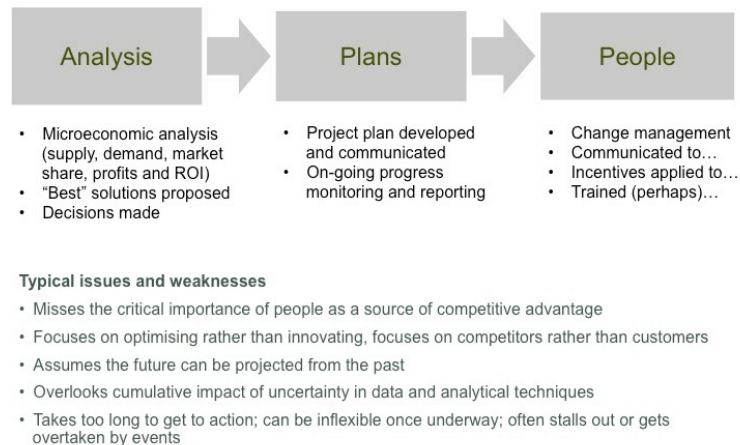 Analysis
Plans
People
• Microeconomic analysis
(supply, demand, market
share, profits and ROI)
• “Best” solutions proposed
• Decisions made
• Project plan developed
and communicated
• On-going progress
monitoring and reporting
• Change management
• Communicated to…
• Incentives applied to…
• Trained (perhaps)…
Typical issues and weaknesses
• Misses the critical importance of people as a source of competitive advantage
• Focuses on optimising rather than innovating, focuses on competitors rather than customers
• Assumes the future can be projected from the past
• Overlooks cumulative impact of uncertainty in data and analytical techniques
• Takes too long to get to action; can be inflexible once underway; often stalls out or gets
overtaken by events